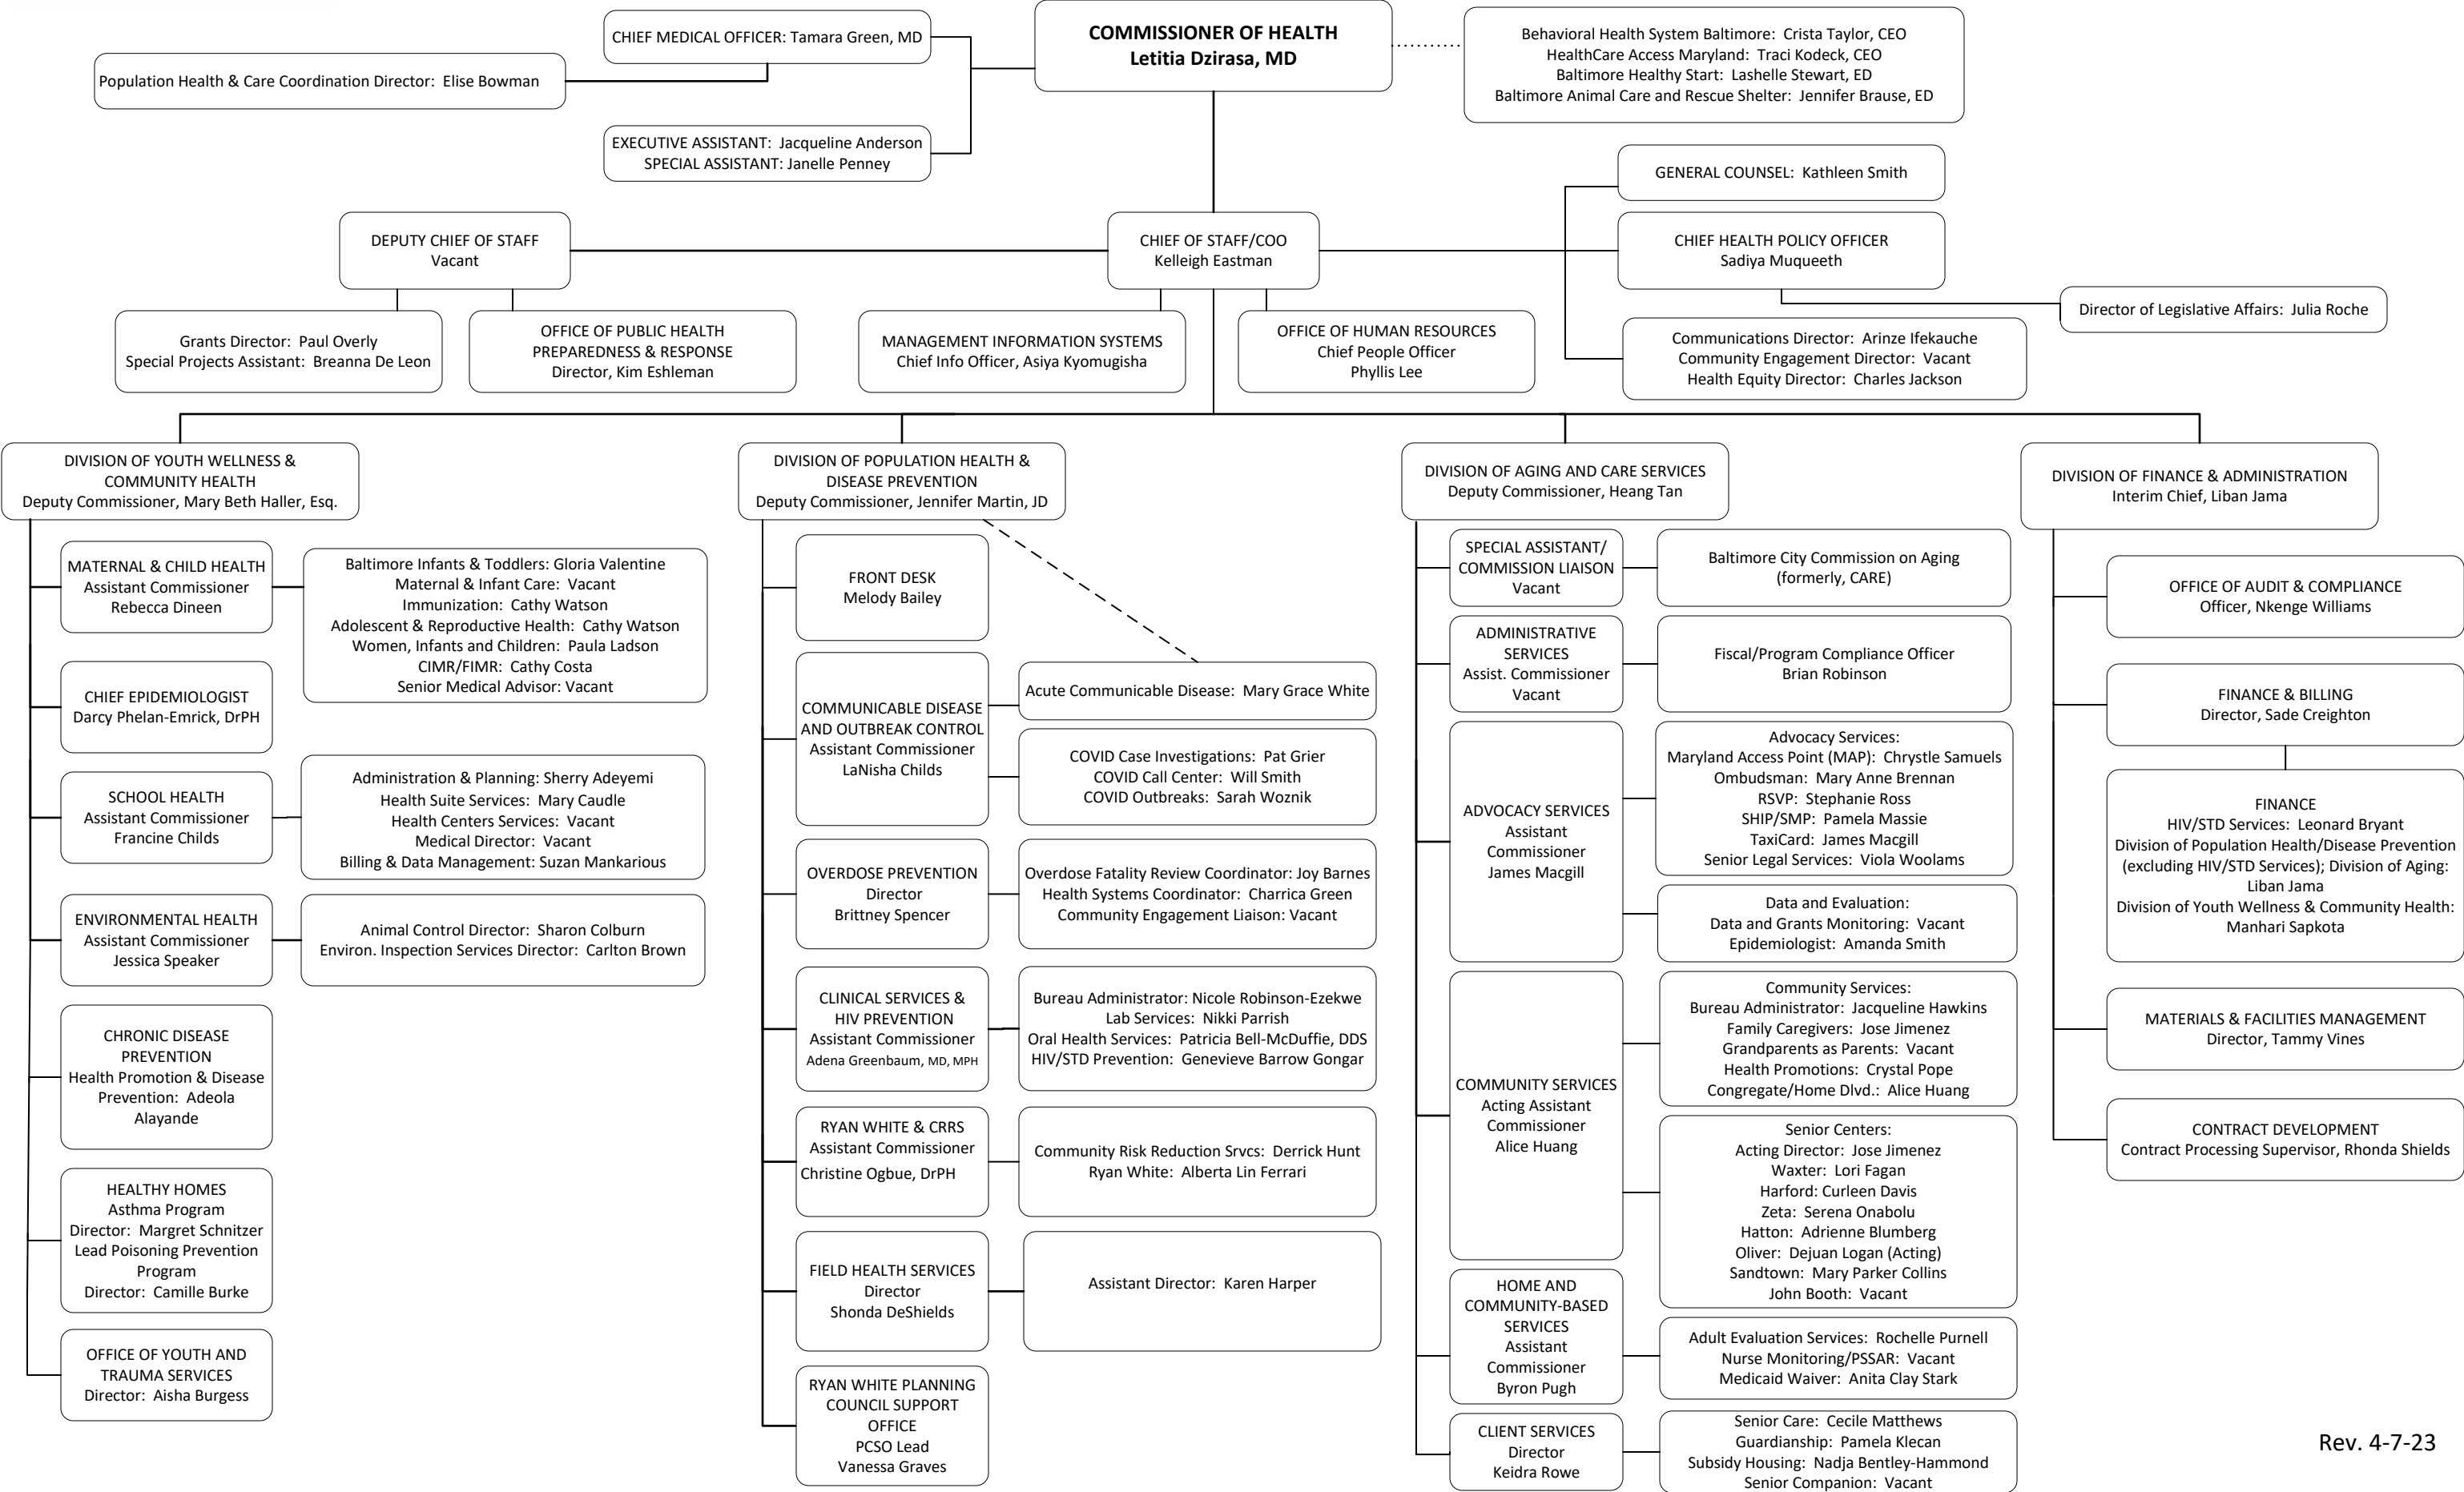 COMMISSIONER OF HEALTH
Letitia Dzirasa, MD
CHIEF MEDICAL OFFICER: Tamara Green, MD
Population Health & Care Coordination Director: Elise Bowman
EXECUTIVE ASSISTANT: Jacqueline Anderson
SPECIAL ASSISTANT: Janelle Penney
Behavioral Health System Baltimore: Crista Taylor, CEO
HealthCare Access Maryland: Traci Kodeck, CEO
Baltimore Healthy Start: Lashelle Stewart, ED
Baltimore Animal Care and Rescue Shelter: Jennifer Brause, ED
GENERAL COUNSEL: Kathleen Smith
DEPUTY CHIEF OF STAFF
Vacant
CHIEF OF STAFF/COO
Kelleigh Eastman
CHIEF HEALTH POLICY OFFICER
Sadiya Muqueeth
Director of Legislative Affairs: Julia Roche
Grants Director: Paul Overly
Special Projects Assistant: Breanna De Leon
OFFICE OF PUBLIC HEALTH
PREPAREDNESS & RESPONSE
Director, Kim Eshleman
MANAGEMENT INFORMATION SYSTEMS
Chief Info Officer, Asiya Kyomugisha
OFFICE OF HUMAN RESOURCES
Chief People Officer
Phyllis Lee
Communications Director: Arinze Ifekauche
Community Engagement Director: Vacant
Health Equity Director: Charles Jackson
DIVISION OF YOUTH WELLNESS &
COMMUNITY HEALTH
Deputy Commissioner, Mary Beth Haller, Esq.
MATERNAL & CHILD HEALTH
Assistant Commissioner
Rebecca Dineen
Baltimore Infants & Toddlers: Gloria Valentine
Maternal & Infant Care: Vacant
Immunization: Cathy Watson
Adolescent & Reproductive Health: Cathy Watson
Women, Infants and Children: Paula Ladson
CIMR/FIMR: Cathy Costa
Senior Medical Advisor: Vacant
CHIEF EPIDEMIOLOGIST
Darcy Phelan-Emrick, DrPH
SCHOOL HEALTH
Assistant Commissioner
Francine Childs
Administration & Planning: Sherry Adeyemi
Health Suite Services: Mary Caudle
Health Centers Services: Vacant
Medical Director: Vacant
Billing & Data Management: Suzan Mankarious
ENVIRONMENTAL HEALTH
Assistant Commissioner
Jessica Speaker
Animal Control Director: Sharon Colburn
Environ. Inspection Services Director: Carlton Brown
CHRONIC DISEASE
PREVENTION
Health Promotion & Disease
Prevention: Adeola
Alayande
HEALTHY HOMES
Asthma Program
Director: Margret Schnitzer
Lead Poisoning Prevention
Program
Director: Camille Burke
OFFICE OF YOUTH AND
TRAUMA SERVICES
Director: Aisha Burgess
DIVISION OF POPULATION HEALTH &
DISEASE PREVENTION
Deputy Commissioner, Jennifer Martin, JD
FRONT DESK
Melody Bailey
COMMUNICABLE DISEASE
AND OUTBREAK CONTROL
Assistant Commissioner
LaNisha Childs
Acute Communicable Disease: Mary Grace White
COVID Case Investigations: Pat Grier
COVID Call Center: Will Smith
COVID Outbreaks: Sarah Woznik
OVERDOSE PREVENTION
Director
Brittney Spencer
Overdose Fatality Review Coordinator: Joy Barnes
Health Systems Coordinator: Charrica Green
Community Engagement Liaison: Vacant
CLINICAL SERVICES &
HIV PREVENTION
Assistant Commissioner
Adena Greenbaum, MD, MPH
Bureau Administrator: Nicole Robinson-Ezekwe
Lab Services: Nikki Parrish
Oral Health Services: Patricia Bell-McDuffie, DDS
HIV/STD Prevention: Genevieve Barrow Gongar
RYAN WHITE & CRRS
Assistant Commissioner
Christine Ogbue, DrPH
Community Risk Reduction Srvcs: Derrick Hunt
Ryan White: Alberta Lin Ferrari
FIELD HEALTH SERVICES
Director
Shonda DeShields
Assistant Director: Karen Harper
RYAN WHITE PLANNING
COUNCIL SUPPORT
OFFICE
PCSO Lead
Vanessa Graves
DIVISION OF AGING AND CARE SERVICES
Deputy Commissioner, Heang Tan
SPECIAL ASSISTANT/
COMMISSION LIAISON
Vacant
Baltimore City Commission on Aging
(formerly, CARE)
ADMINISTRATIVE
SERVICES
Assist. Commissioner
Vacant
Fiscal/Program Compliance Officer
Brian Robinson
ADVOCACY SERVICES
Assistant
Commissioner
James Macgill
Advocacy Services:
Maryland Access Point (MAP): Chrystle Samuels
Ombudsman: Mary Anne Brennan
RSVP: Stephanie Ross
SHIP/SMP: Pamela Massie
TaxiCard: James Macgill
Senior Legal Services: Viola Woolams
Data and Evaluation:
Data and Grants Monitoring: Vacant
Epidemiologist: Amanda Smith
COMMUNITY SERVICES
Acting Assistant
Commissioner
Alice Huang
Community Services:
Bureau Administrator: Jacqueline Hawkins
Family Caregivers: Jose Jimenez
Grandparents as Parents: Vacant
Health Promotions: Crystal Pope
Congregate/Home Dlvd.: Alice Huang
Senior Centers:
Acting Director: Jose Jimenez
Waxter: Lori Fagan
Harford: Curleen Davis
Zeta: Serena Onabolu
Hatton: Adrienne Blumberg
Oliver: Dejuan Logan (Acting)
Sandtown: Mary Parker Collins
John Booth: Vacant
HOME AND
COMMUNITY-BASED
SERVICES
Assistant
Commissioner
Byron Pugh
Adult Evaluation Services: Rochelle Purnell
Nurse Monitoring/PSSAR: Vacant
Medicaid Waiver: Anita Clay Stark
CLIENT SERVICES
Director
Keidra Rowe
Senior Care: Cecile Matthews
Guardianship: Pamela Klecan
Subsidy Housing: Nadja Bentley-Hammond
Senior Companion: Vacant
DIVISION OF FINANCE & ADMINISTRATION
Interim Chief, Liban Jama
OFFICE OF AUDIT & COMPLIANCE
Officer, Nkenge Williams
FINANCE & BILLING
Director, Sade Creighton
FINANCE
HIV/STD Services: Leonard Bryant
Division of Population Health/Disease Prevention
(excluding HIV/STD Services); Division of Aging:
Liban Jama
Division of Youth Wellness & Community Health:
Manhari Sapkota
MATERIALS & FACILITIES MANAGEMENT
Director, Tammy Vines
CONTRACT DEVELOPMENT
Contract Processing Supervisor, Rhonda Shields
Rev. 4-7-23